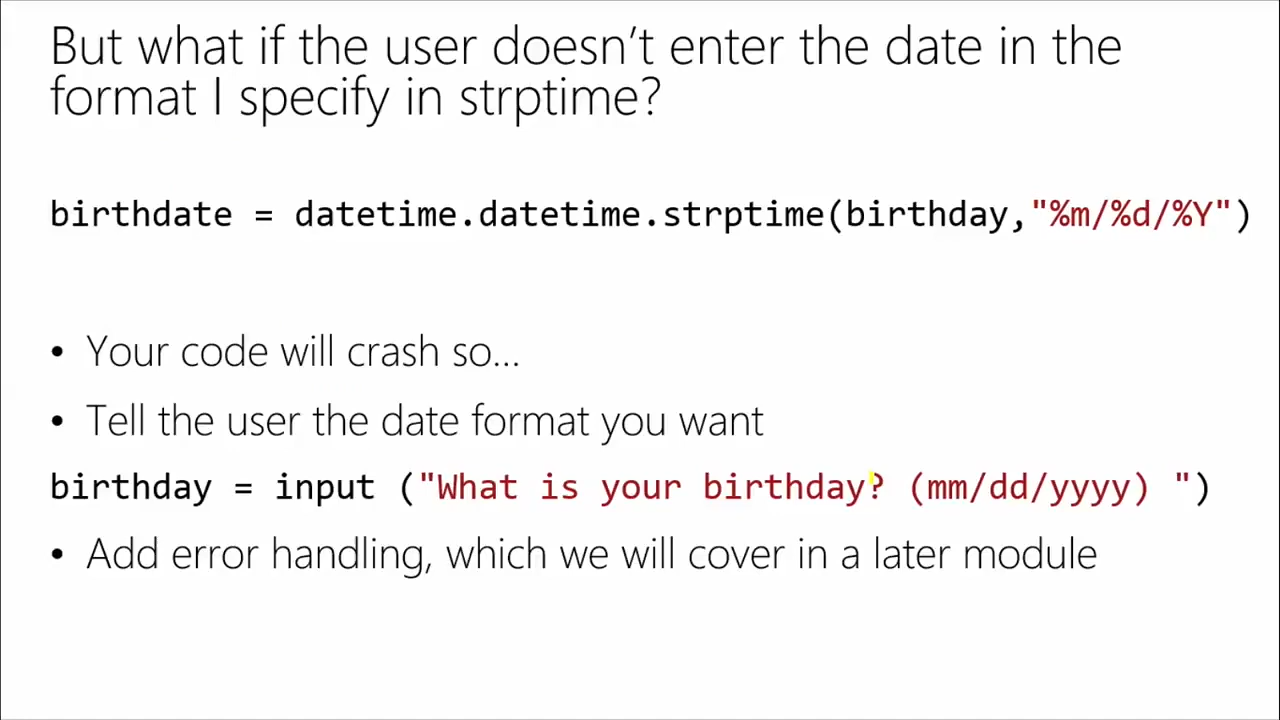 But what if the user doesn’t enter the date in the
format I specify in strptime?
birthdate = datetime.datetime.strptime(birthday,"%m/%d/%Y")
• Your code will crash so…
• Tell the user the date format you want
birthday = input ("What is your birthday? (mm/dd/yyyy) ")
• Add error handling, which we will cover in a later module